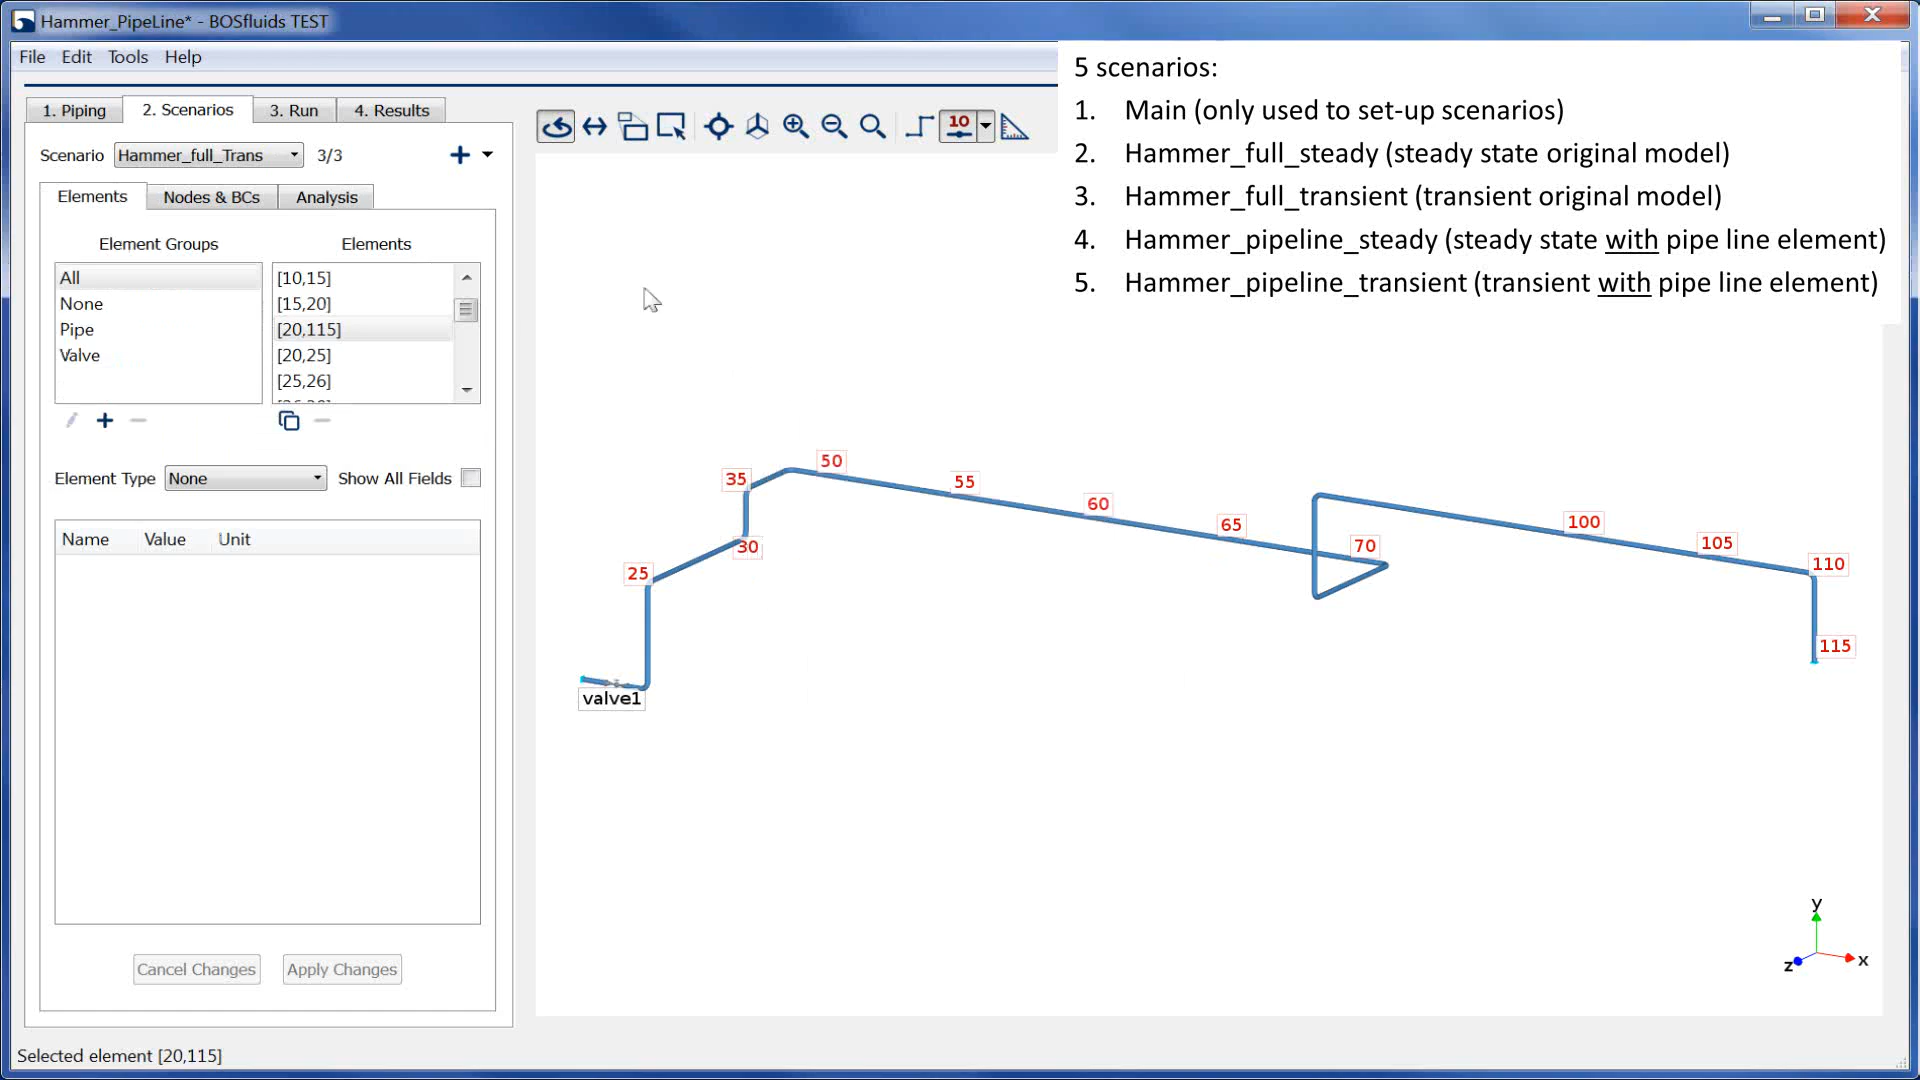 Hammer_PipeLine* - BOSfluids TEST
File Edit Tools Help
5 scenarios:
1. Main (only used to set-up scenarios)
2. Hammer_full_steady (steady state original model)
3. Hammer_full_transient (transient original model)
4. Hammer_pipeline_steady (steady state with pipe line element)
5. Hammer_pipeline_transient (transient with pipe line element)
1. Piping 2. Scenarios 3. Run 4. Results
10
Scenario Hammer_full_Trans 3/3
Elements Nodes & BCs Analysis
Element Groups Elements
All
None
Pipe
Valve
[10,15]
[15,20]
[20,115]
[20,25]
[25,26]
Element Type None Show All Fields
Name Value Unit
Cancel Changes Apply Changes
valve1
25
30
35
50
55
60
65
70
100
105
110
115
y
z
x
Selected element [20,115]